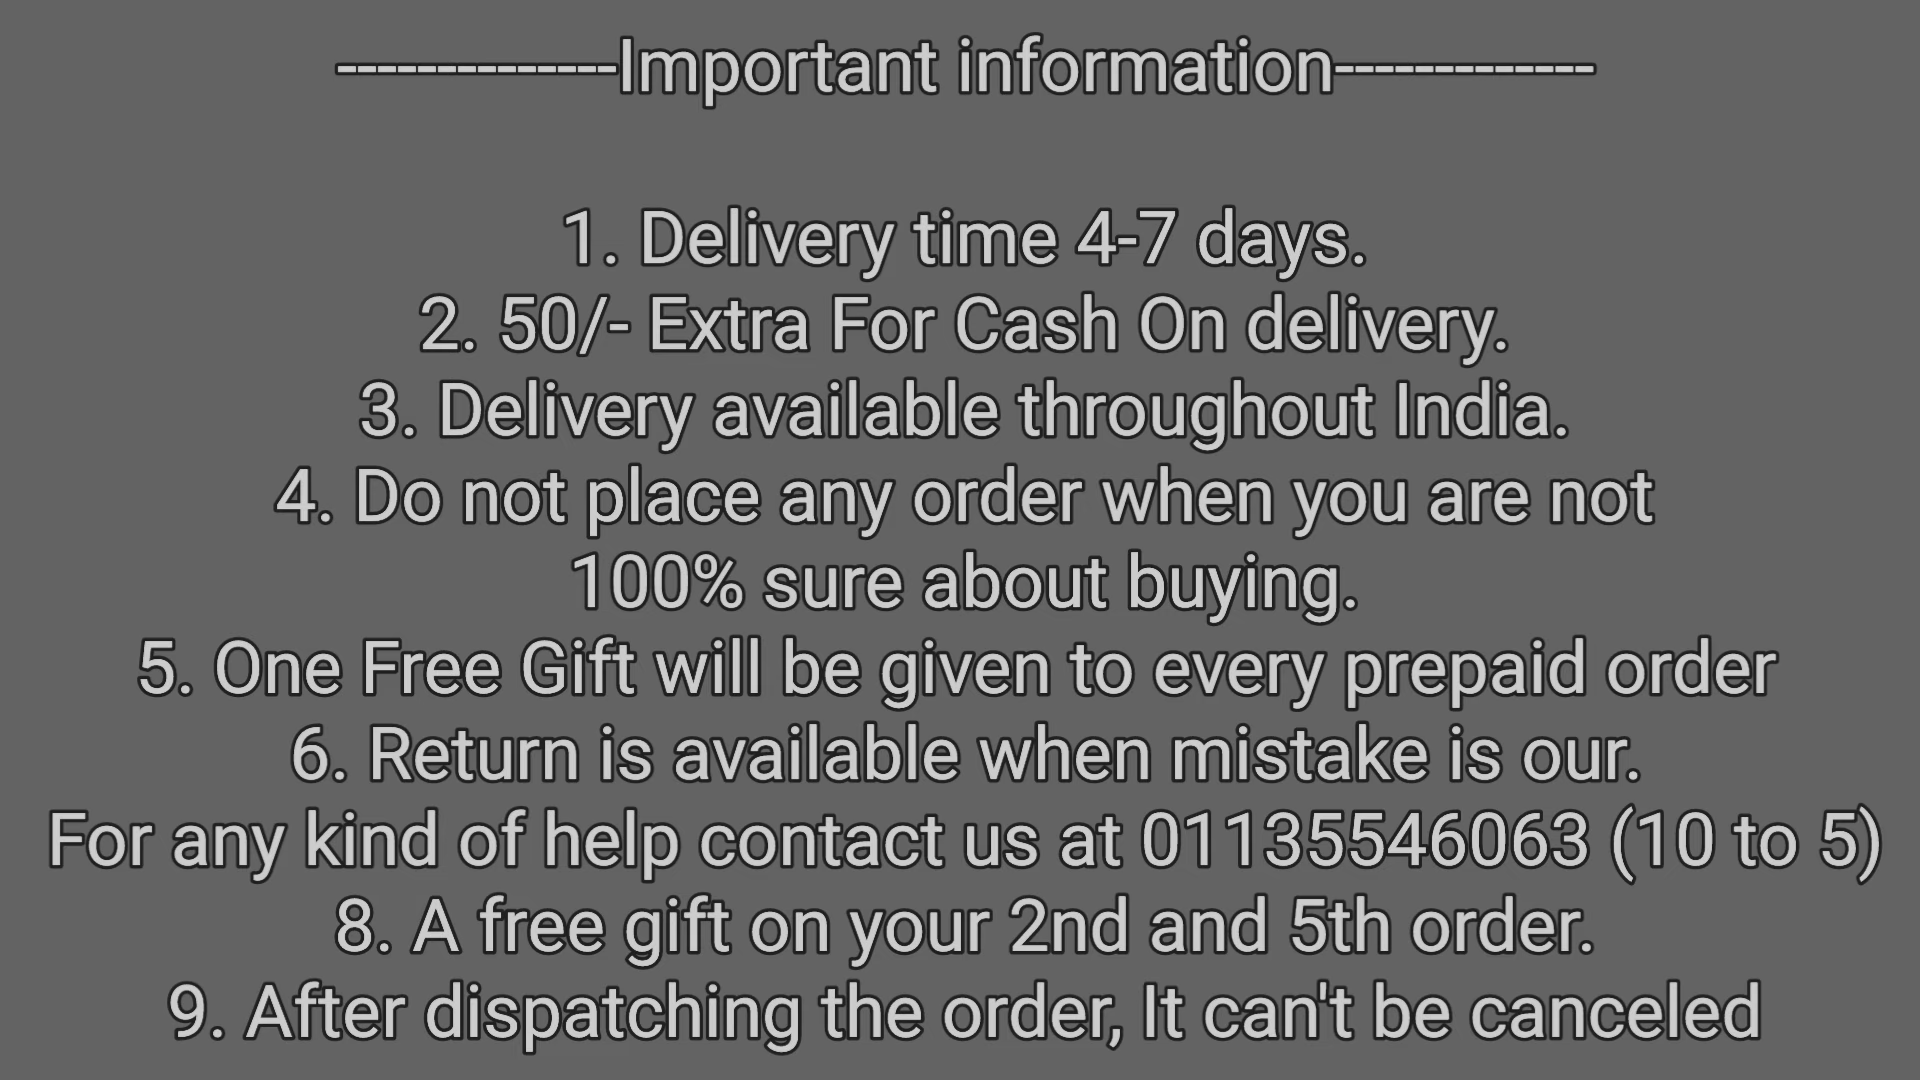 --------------Important information-------------
1. Delivery time 4-7 days.
2. 50/- Extra For Cash On delivery.
3. Delivery available throughout India.
4. Do not place any order when you are not
100% sure about buying.
5. One Free Gift will be given to every prepaid order
6. Return is available when mistake is our.
For any kind of help contact us at 01135546063 (10 to 5)
8. A free gift on your 2nd and 5th order.
9. After dispatching the order, It can't be canceled